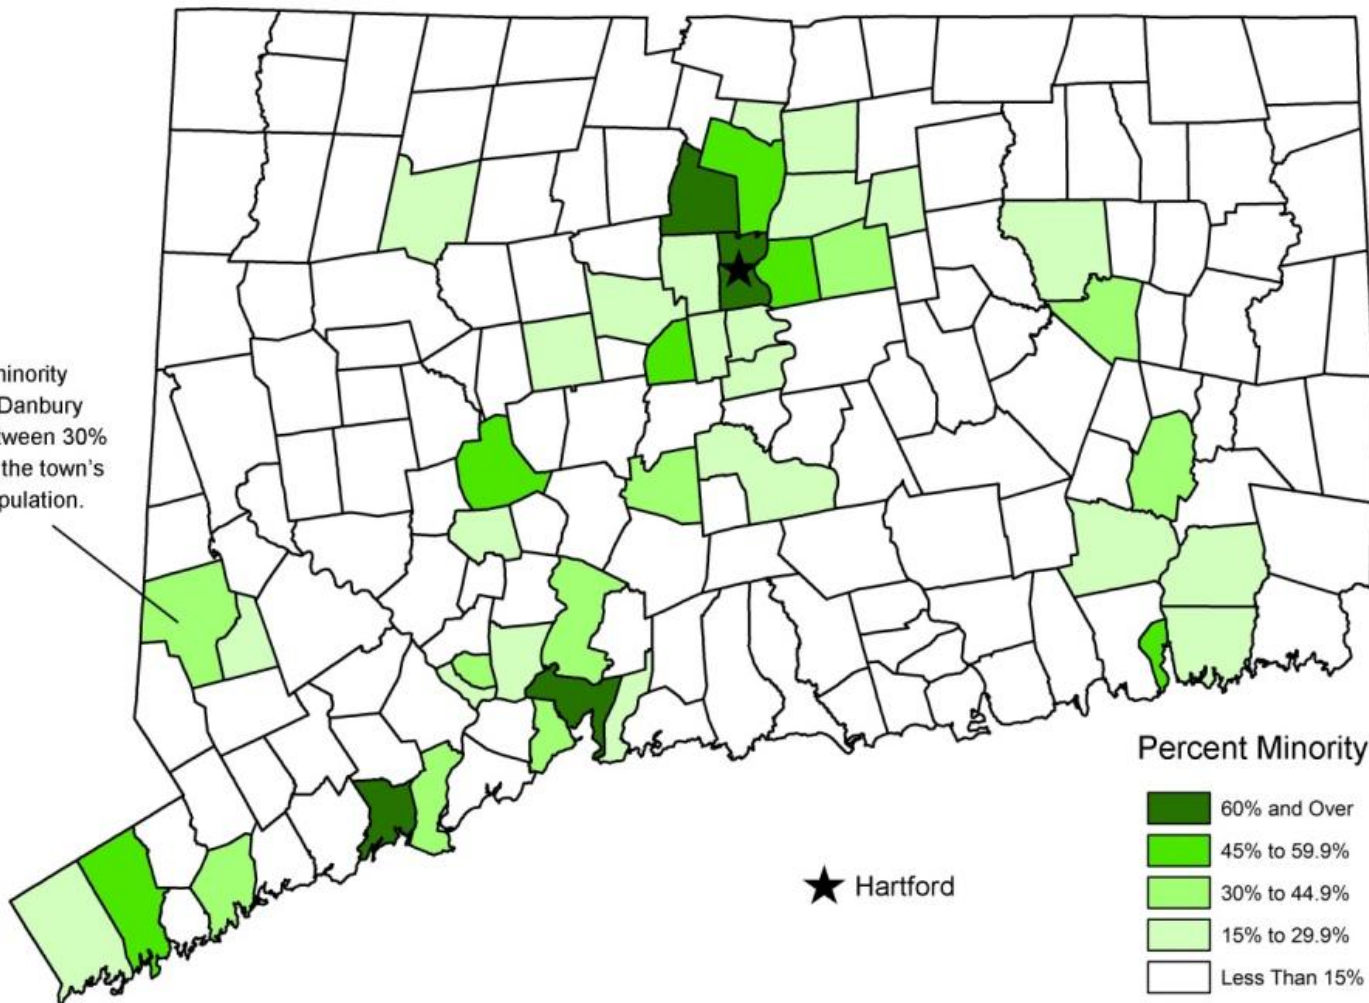 minority
Danbury
tween 30%
the town's
pulation.
Hartford
Percent Minority
60% and Over
45% to 59.9%
30% to 44.9%
15% to 29.9%
Less Than 15%